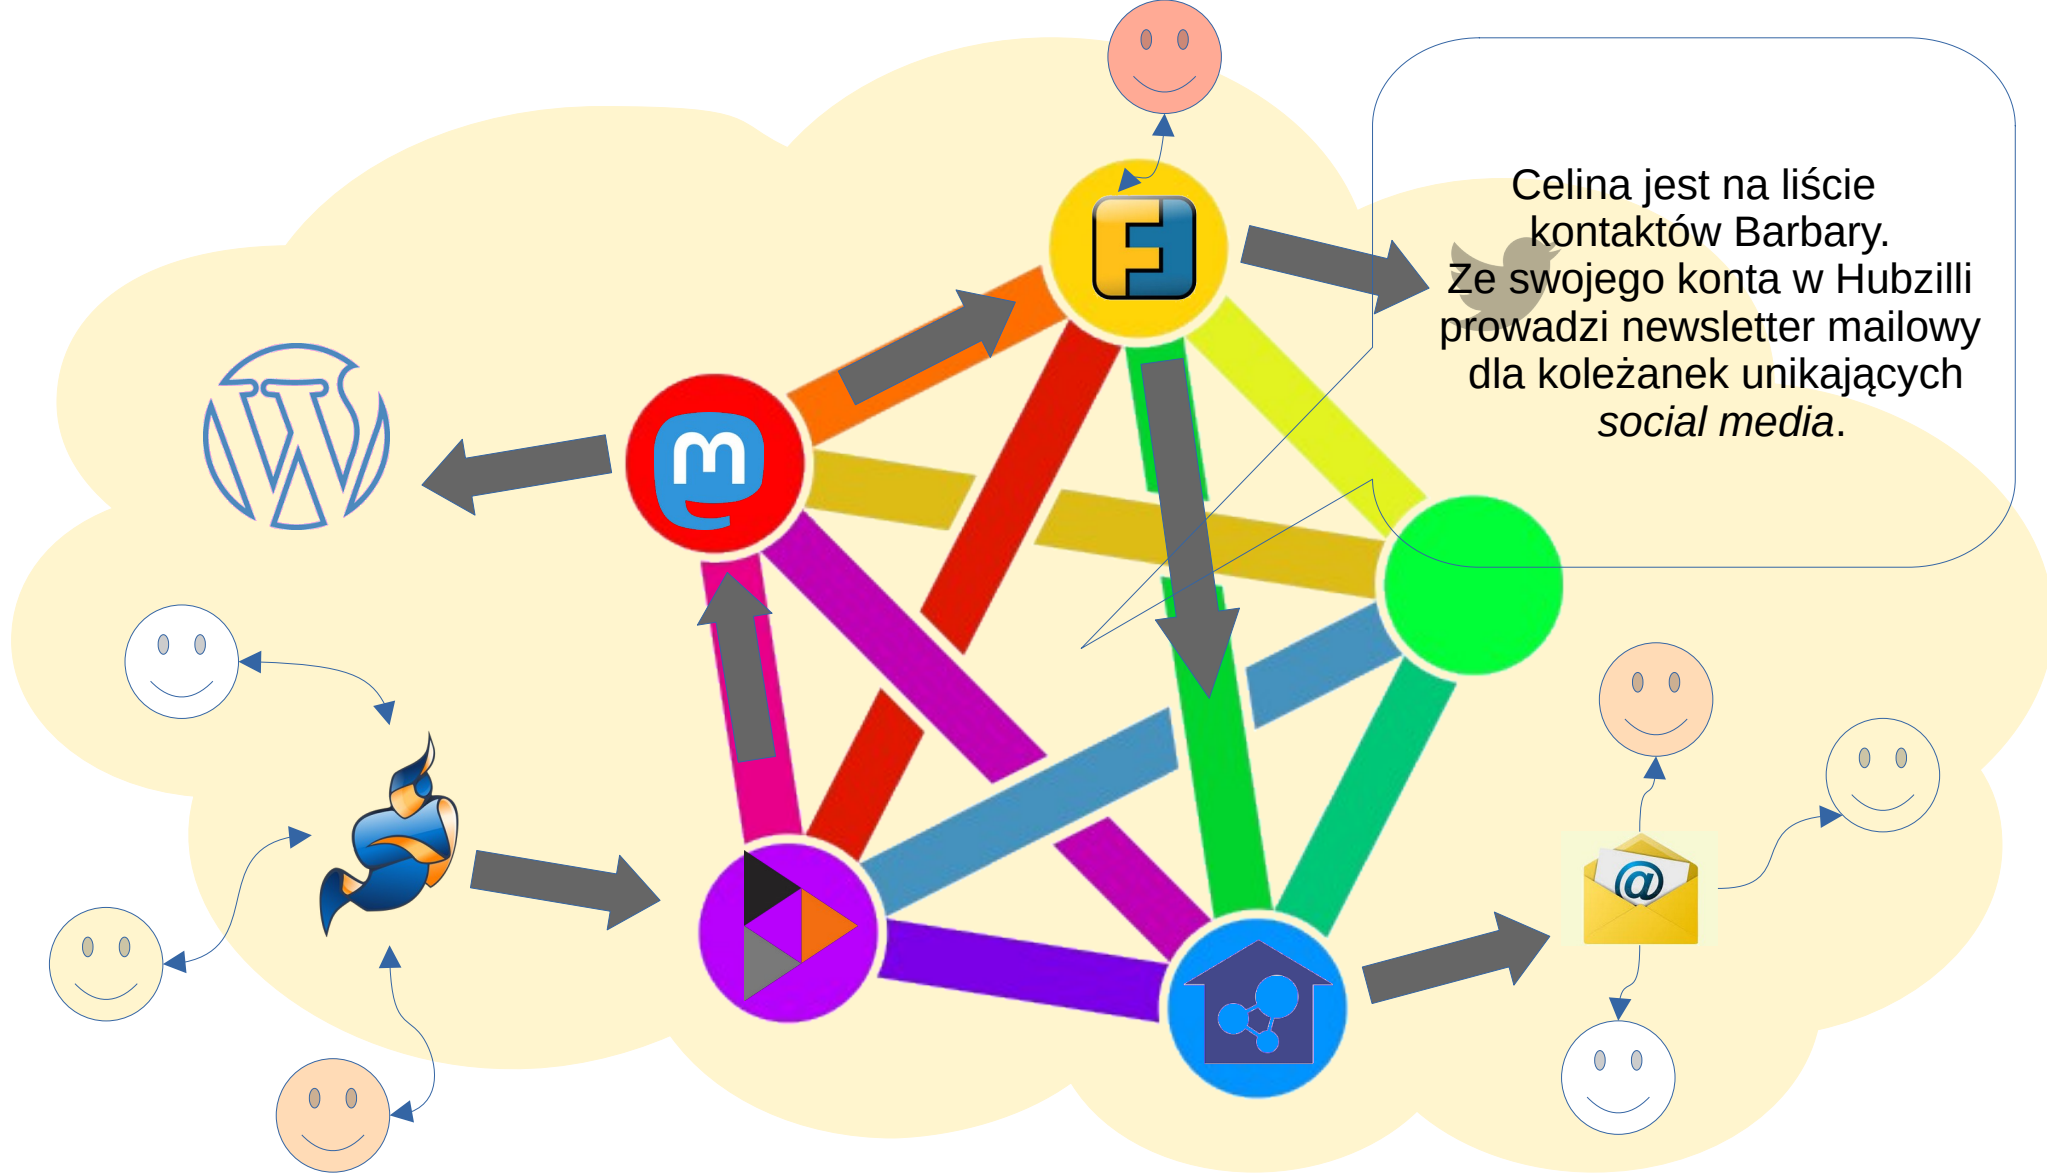 Celina jest na liście
kontaktów Barbary.
Ze swojego konta w Hubzilli
prowadzi newsletter mailowy
dla koleżanek unikających
social media.